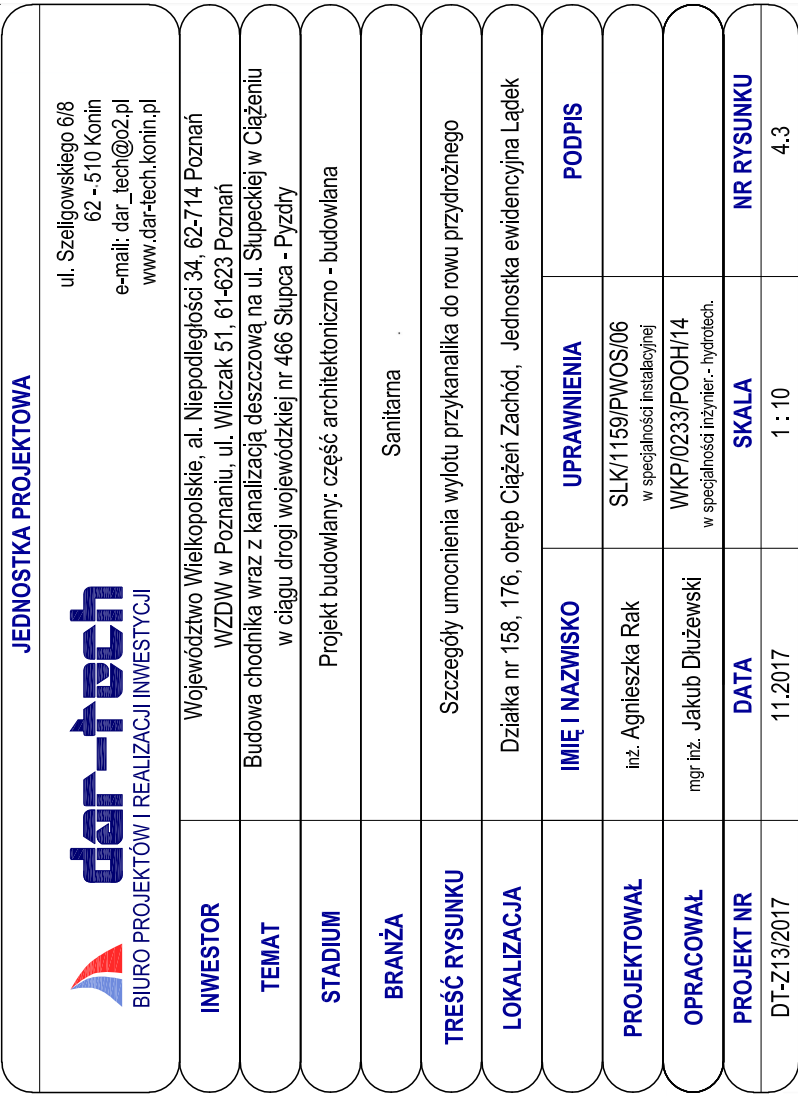 JEDNOSTKA PROJEKTOWA
dar-tech
BIURO PROJEKTÓW I REALIZACJI INWESTYCJI
ul. Szeligowskiego 6/8
62 - 510 Konin
e-mail: dar_tech@o2.pl
www.dar-tech.konin.pl
INWESTOR
Województwo Wielkopolskie, al. Niepodległości 34, 62-714 Poznań
WZDW w Poznaniu, ul. Wilczak 51, 61-623 Poznań
TEMAT
Budowa chodnika wraz z kanalizacją deszczową na ul. Słupeckiej w Ciążeniu
w ciągu drogi wojewódzkiej nr 466 Słupca - Pyzdry
STADIUM
Projekt budowlany: część architektoniczno - budowlana
BRANŻA
Sanitarna
TREŚĆ RYSUNKU
Szczegóły umocnienia wylotu przykanalika do rowu przydrożnego
LOKALIZACJA
Działka nr 158, 176, obręb Ciążeń Zachód, Jednostka ewidencyjna Lądek
IMIĘ I NAZWISKO UPRAWNIENIA PODPIS
PROJEKTOWAŁ inż. Agnieszka Rak SLK/1159/PWOS/06
w specjalności instalacyjnej
OPRACOWAŁ mgr inż. Jakub Dłużewski WKP/0233/POOH/14
w specjalności inżynier.- hydrotech.
PROJEKT NR DATA SKALA NR RYSUNKU
DT-Z13/2017 11.2017 1 : 10 4.3